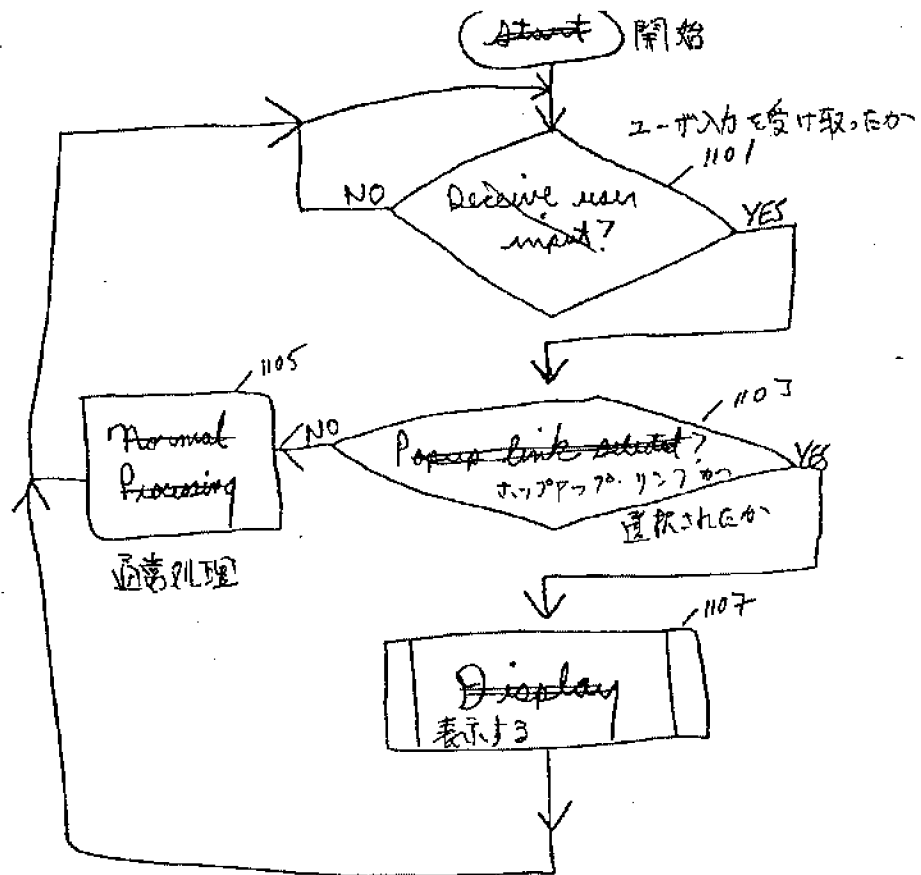 Start
開始
ユーザ入力を受け取ったか
1101
NO
Receive user
input?
YES
1105
1103
Normal
Processing
NO
Popup link selected?
YES
ポップアップ・リンクが
選択されたか
通常処理
1107
Display
表示する